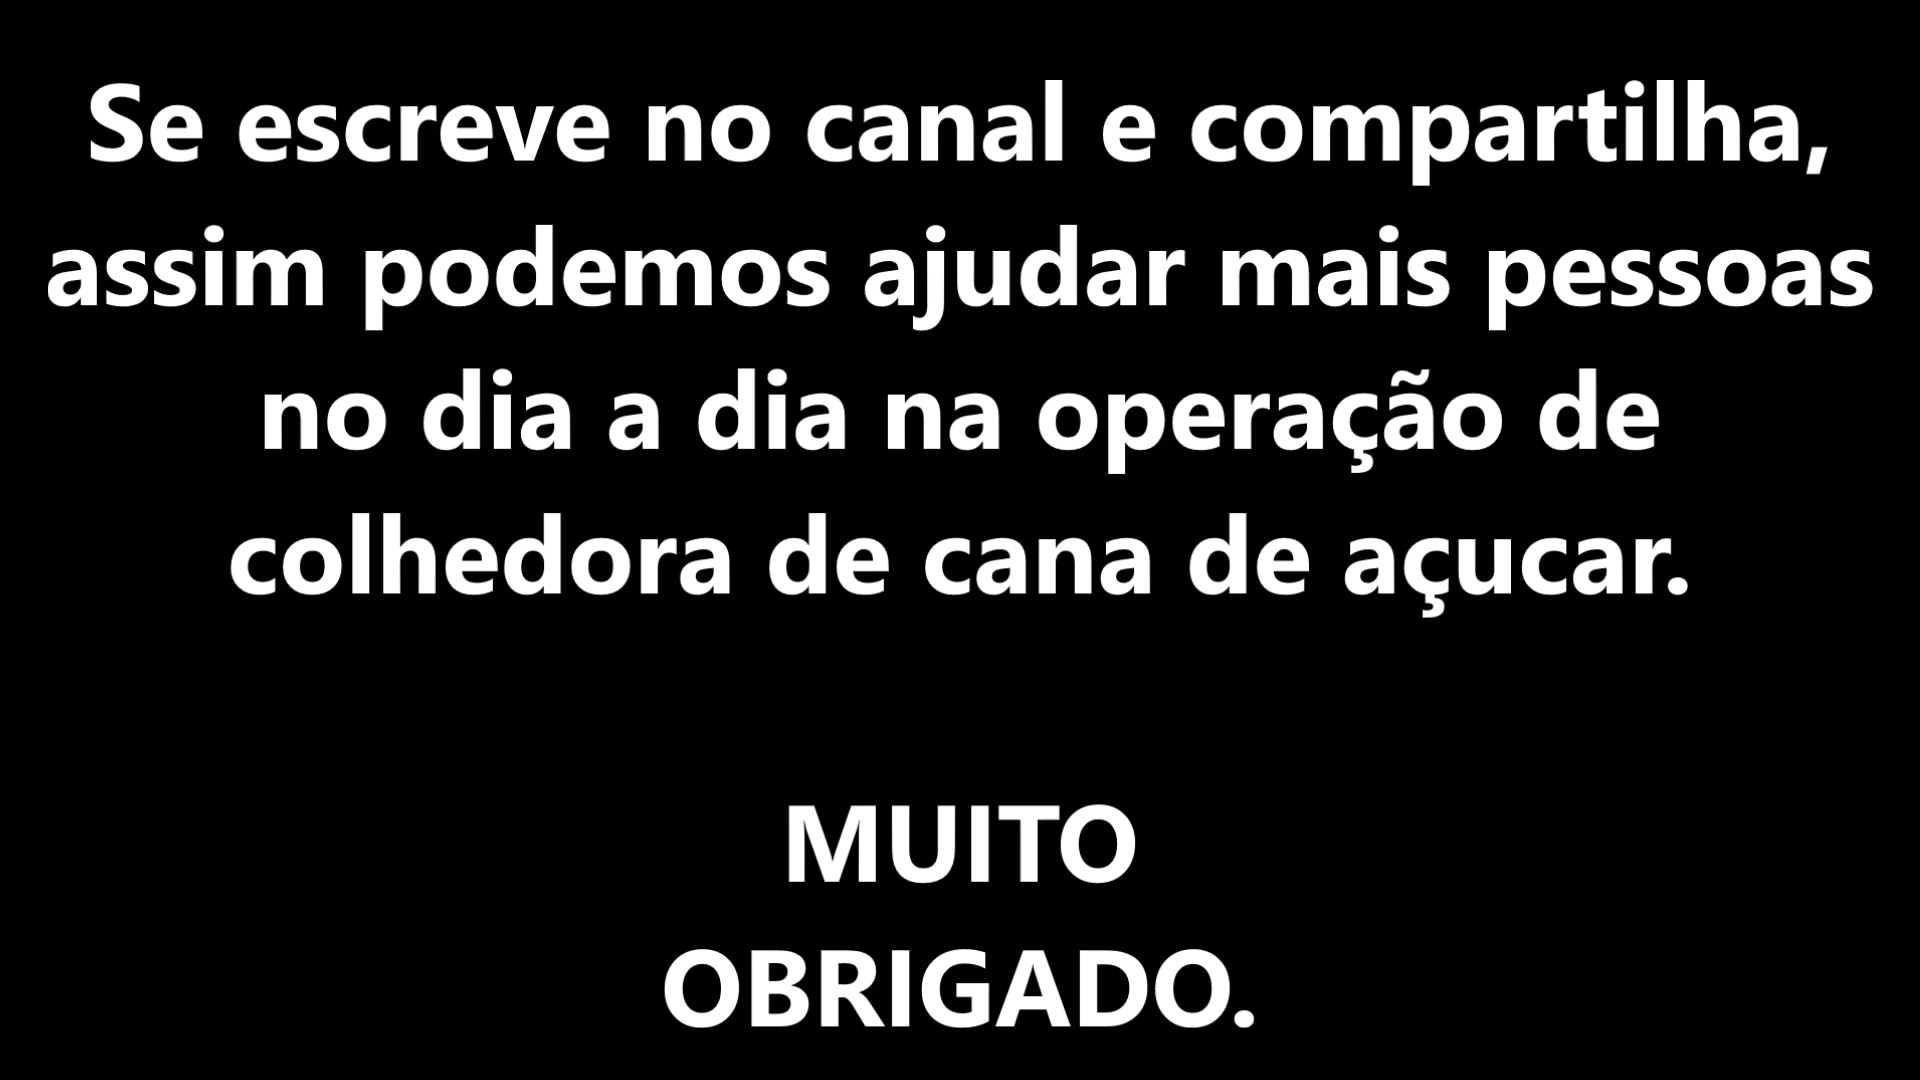 Se escreve no canal e compartilha,
assim podemos ajudar mais pessoas
no dia a dia na operação de
colhedora de cana de açucar.
MUITO
OBRIGADO.